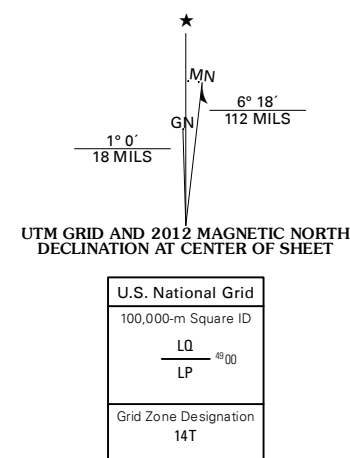 ★
MN
GN
6° 18´
112 MILS
1° 0´
18 MILS
UTM GRID AND 2012 MAGNETIC NORTH
DECLINATION AT CENTER OF SHEET
U.S. National Grid
100,000-m Square ID
LQ
4900
LP
Grid Zone Designation
14T